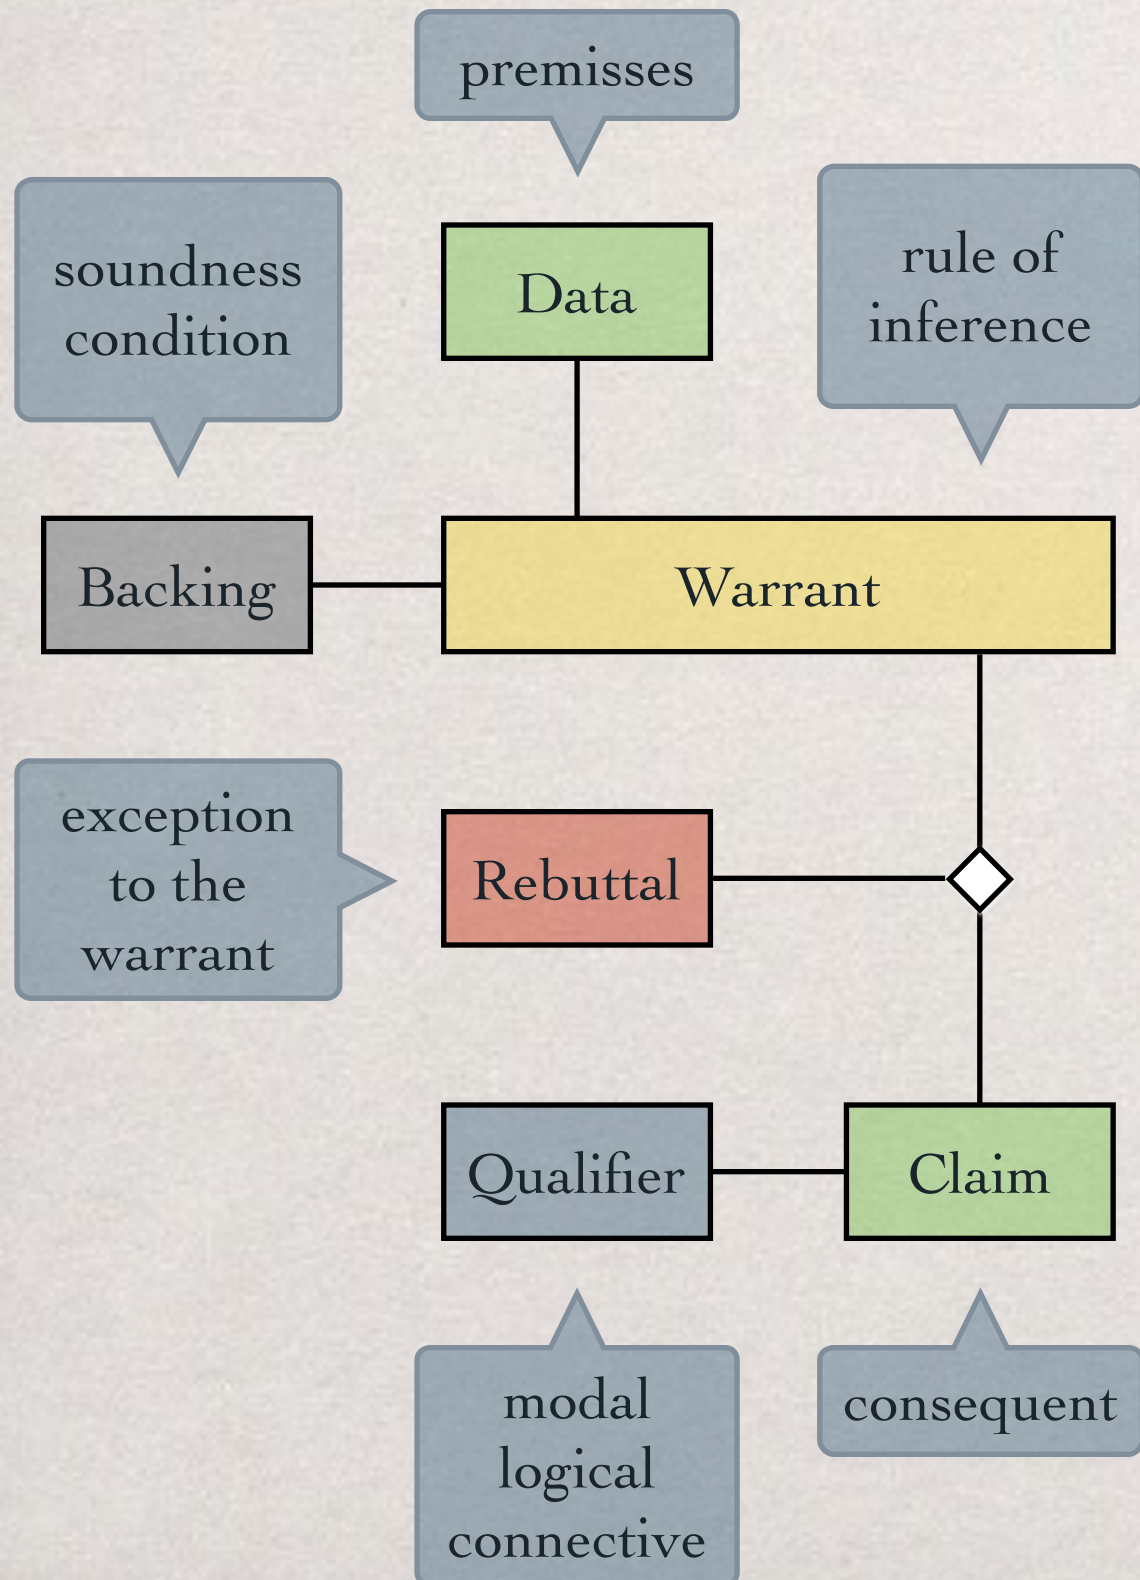 premisses
soundness
condition
Data
rule of
inference
Backing
Warrant
exception
to the
warrant
Rebuttal
Qualifier
Claim
modal
logical
connective
consequent